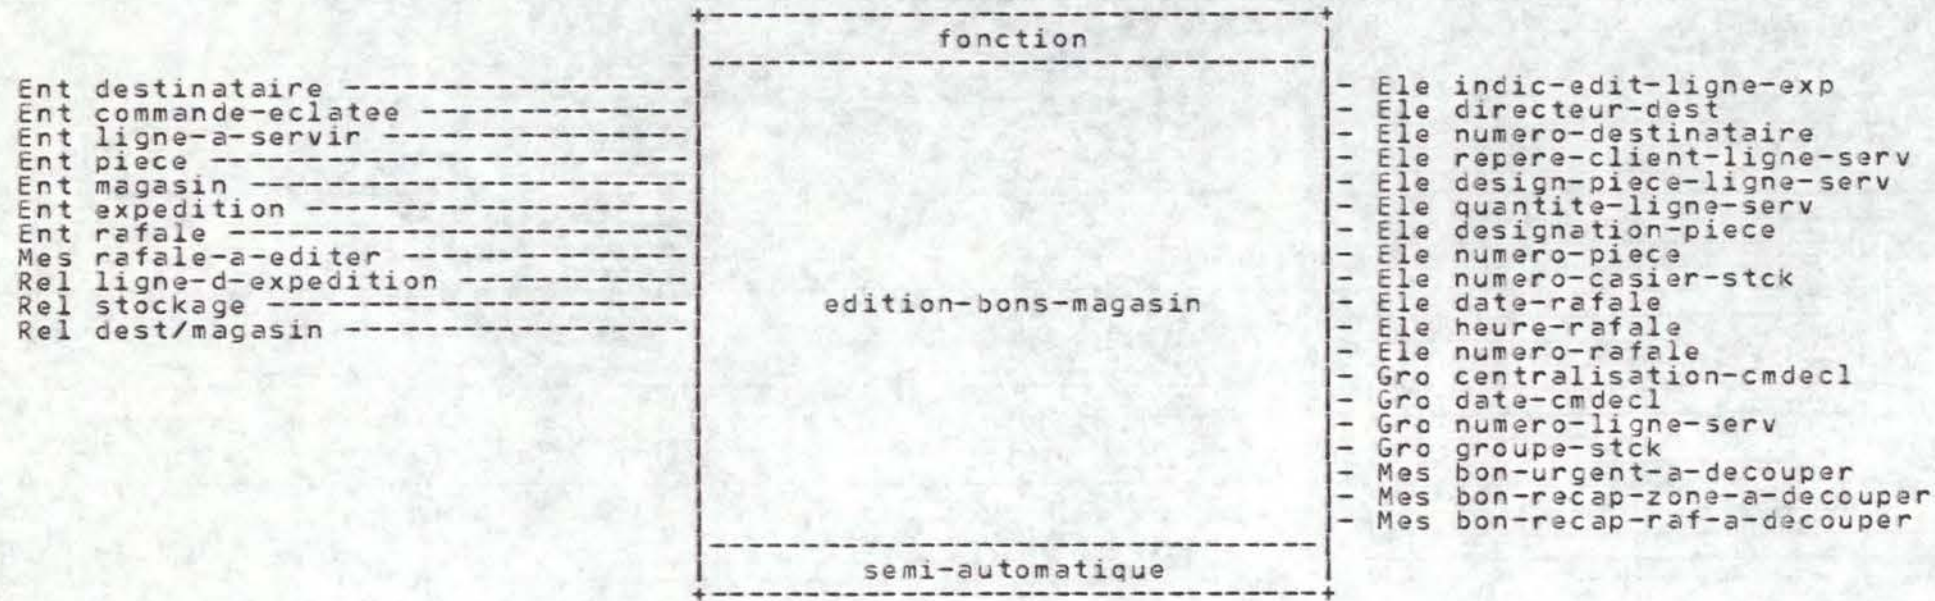 fonction
Ent destinataire
Ent commande-eclatee
Ent ligne-a-servir
Ent piece
Ent magasin
Ent expedition
Ent rafale
Mes rafale-a-editer
Rel ligne-d-expedition
Rel stockage
Rel dest/magasin
edition-bons-magasin
Ele indic-edit-ligne-exp
Ele directeur-dest
Ele numero-destinataire
Ele repere-client-ligne-serv
Ele design-piece-ligne-serv
Ele quantite-ligne-serv
Ele designation-piece
Ele numero-piece
Ele numero-casier-stck
Ele date-rafale
Ele heure-rafale
Ele numero-rafale
Gro centralisation-cmdecl
Gro date-cmdecl
Gro numero-ligne-serv
Gro groupe-stck
Mes bon-urgent-a-decouper
Mes bon-recap-zone-a-decouper
Mes bon-recap-raf-a-decouper
semi-automatique